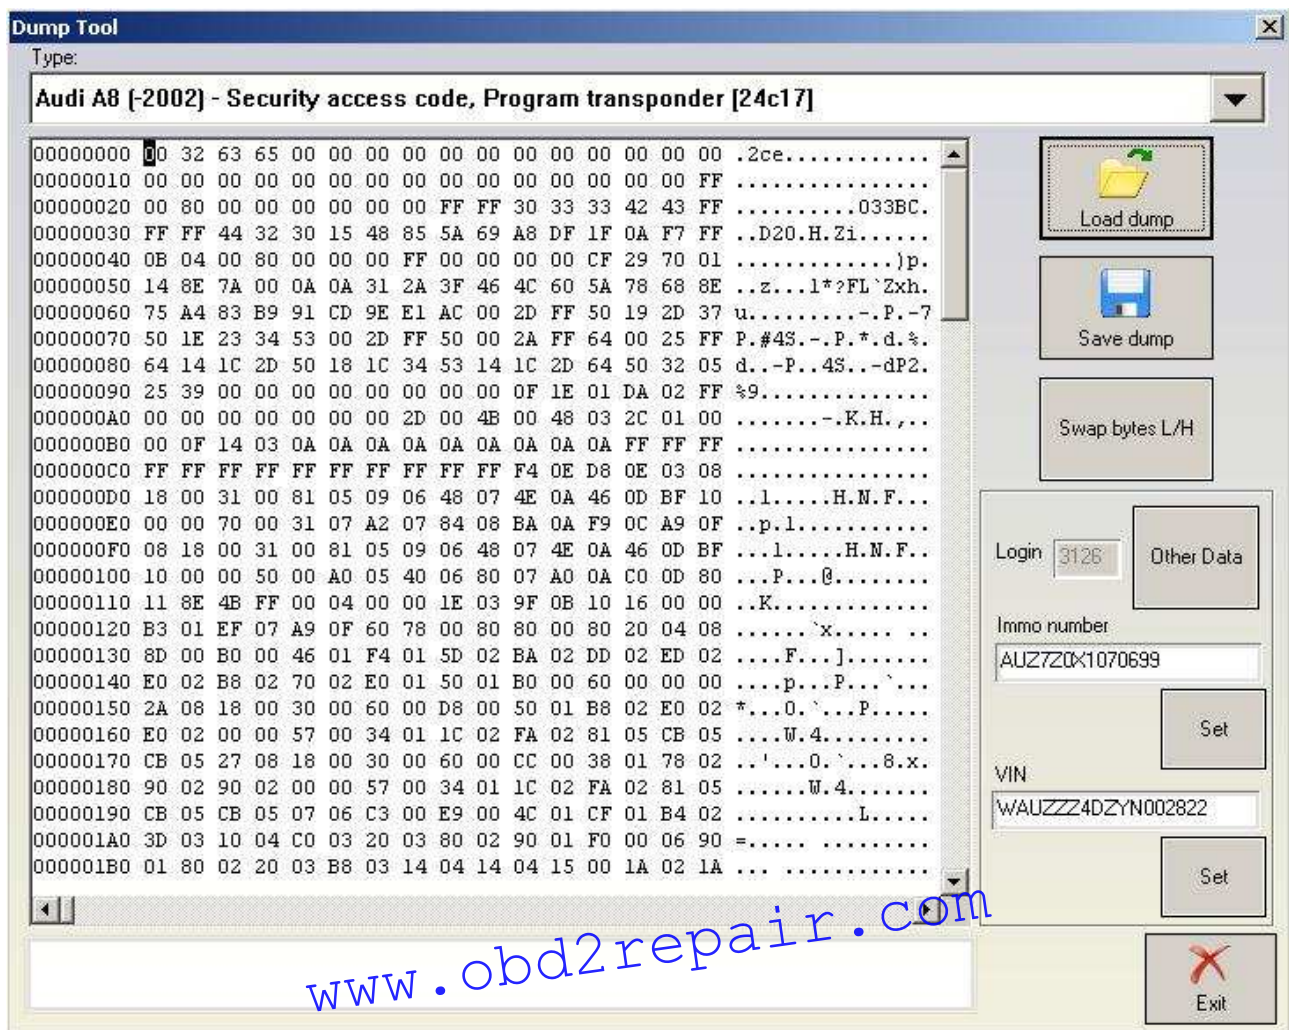 Dump Tool
Type:
Audi A8 (-2002) - Security access code, Program transponder [24c17]
00000000 00 32 63 65 00 00 00 00 00 00 00 00 00 00 00 00 .2ce............
00000010 00 00 00 00 00 00 00 00 00 00 00 00 00 00 00 FF ................
00000020 00 80 00 00 00 00 00 00 FF FF 30 33 33 42 43 FF ..........033BC.
00000030 FF FF 44 32 30 15 48 85 5A 69 A8 DF 1F 0A F7 FF ..D20.H.Zi......
00000040 0B 04 00 80 00 00 00 FF 00 00 00 00 CF 29 70 01 .............)p.
00000050 14 8E 7A 00 0A 0A 31 2A 3F 46 4C 60 5A 78 68 8E ..z...1*?FL`Zxh.
00000060 75 A4 83 B9 91 CD 9E E1 AC 00 2D FF 50 19 2D 37 u.........-.P.-7
00000070 50 1E 23 34 53 00 2D FF 50 00 2A FF 64 00 25 FF P.#4S.-.P.*.d.%.
00000080 64 14 1C 2D 50 18 1C 34 53 14 1C 2D 64 50 32 05 d..-P..4S..-dP2.
00000090 25 39 00 00 00 00 00 00 00 00 0F 1E 01 DA 02 FF %9..............
000000A0 00 00 00 00 00 00 00 2D 00 4B 00 48 03 2C 01 00 .......-.K.H.,..
000000B0 00 0F 14 03 0A 0A 0A 0A 0A 0A 0A 0A 0A FF FF FF ................
000000C0 FF FF FF FF FF FF FF FF FF FF F4 0E D8 0E 03 08 ................
000000D0 18 00 31 00 81 05 09 06 48 07 4E 0A 46 0D BF 10 ..1.....H.N.F...
000000E0 00 00 70 00 31 07 A2 07 84 08 BA 0A F9 0C A9 0F ..p.1...........
000000F0 08 18 00 31 00 81 05 09 06 48 07 4E 0A 46 0D BF ...1.....H.N.F..
00000100 10 00 00 50 00 A0 05 40 06 80 07 A0 0A C0 0D 80 ...P...@........
00000110 11 8E 4B FF 00 04 00 00 1E 03 9F 0B 10 16 00 00 ..K.............
00000120 B3 01 EF 07 A9 0F 60 78 00 80 80 00 80 20 04 08 ......`x..... ..
00000130 8D 00 B0 00 46 01 F4 01 5D 02 BA 02 DD 02 ED 02 ....F...].......
00000140 E0 02 B8 02 70 02 E0 01 50 01 B0 00 60 00 00 00 ....p...P...`...
00000150 2A 08 18 00 30 00 60 00 D8 00 50 01 B8 02 E0 02 *...0.`...P.....
00000160 E0 02 00 00 57 00 34 01 1C 02 FA 02 81 05 CB 05 ....W.4.........
00000170 CB 05 27 08 18 00 30 00 60 00 CC 00 38 01 78 02 ..'...0.`...8.x.
00000180 90 02 90 02 00 00 57 00 34 01 1C 02 FA 02 81 05 ......W.4.......
00000190 CB 05 CB 05 07 06 C3 00 E9 00 4C 01 CF 01 B4 02 ..........L.....
000001A0 3D 03 10 04 C0 03 20 03 80 02 90 01 F0 00 06 90 =..... .........
000001B0 01 80 02 20 03 B8 03 14 04 14 04 15 00 1A 02 1A ... ............
Load dump
Save dump
Swap bytes L/H
Login 3126
Other Data
Immo number
AUZ7Z0X1070699
Set
VIN
WAUZZZ4DZYN002822
Set
Exit
www.obd2repair.com